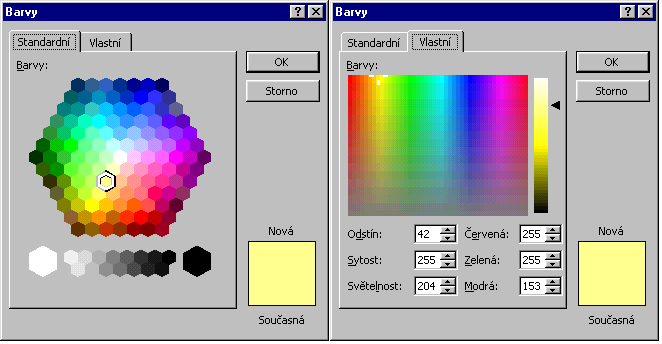 Barvy
Standardní Vlastní
Barvy:
OK
Storno
Nová
Současná
Barvy
Standardní Vlastní
Barvy:
OK
Storno
Odstín: 42 Červená: 255
Sytost: 255 Zelená: 255
Světelnost: 204 Modrá: 153
Nová
Současná